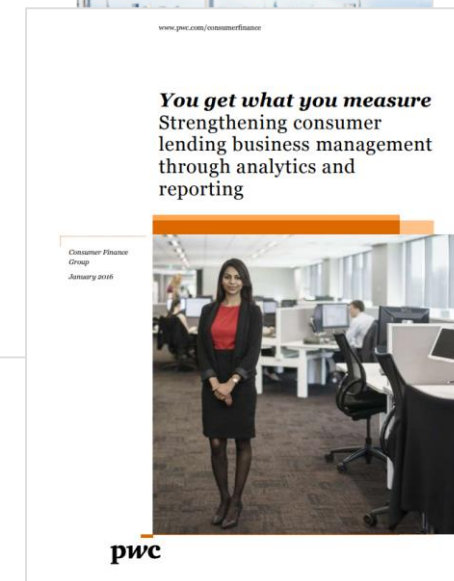 www.pwc.com/consumerfinance
You get what you measure
Strengthening consumer
lending business management
through analytics and
reporting
Consumer Finance
Group
January 2016
pwc